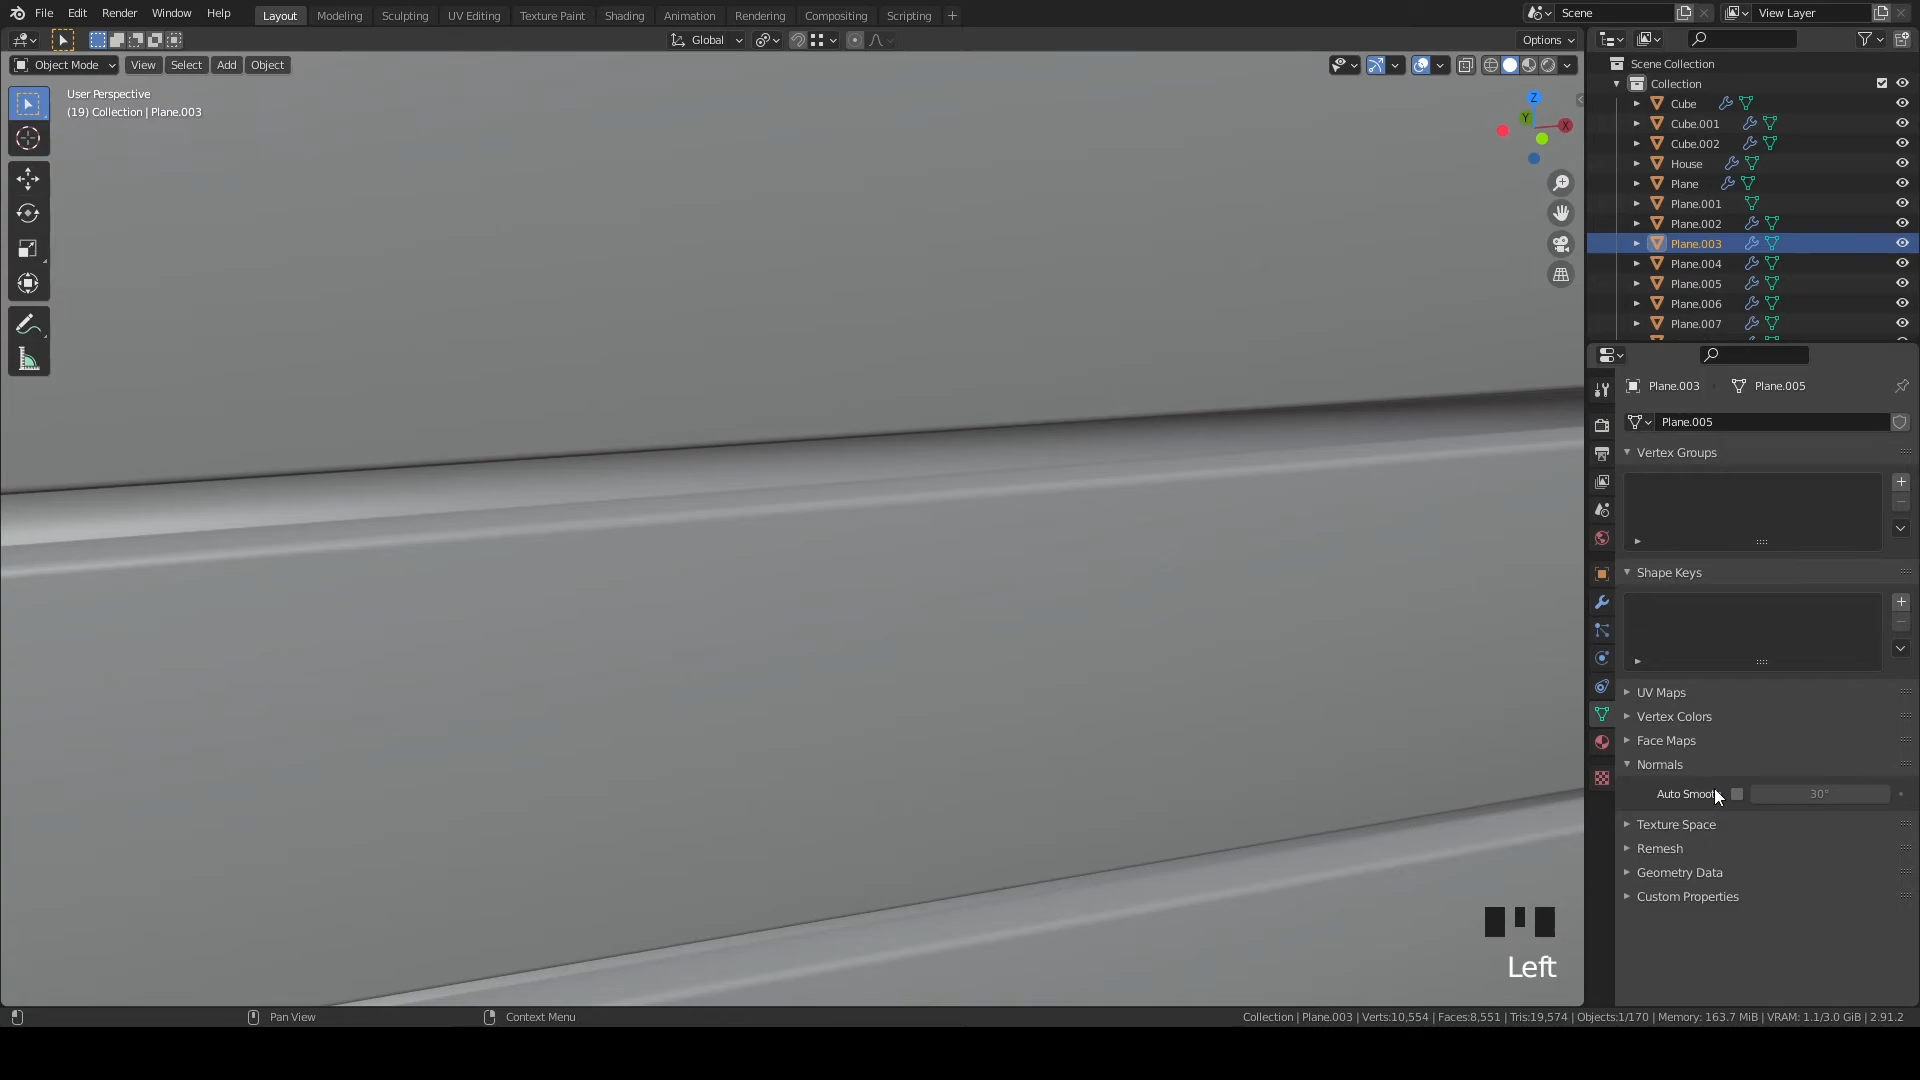 File Edit Render Window Help Layout Modeling Sculpting UV Editing Texture Paint Shading Animation Rendering Compositing Scripting + Scene View Layer
Global Options
Object Mode View Select Add Object
User Perspective
(19) Collection | Plane.003
Z
Y
X
Scene Collection
Collection
Cube
Cube.001
Cube.002
House
Plane
Plane.001
Plane.002
Plane.003
Plane.004
Plane.005
Plane.006
Plane.007
Plane.003 Plane.005
Plane.005
Vertex Groups
Shape Keys
UV Maps
Vertex Colors
Face Maps
Normals
Auto Smoot 30°
Texture Space
Remesh
Geometry Data
Custom Properties
Left
Pan View Context Menu Collection | Plane.003 | Verts:10,554 | Faces:8,551 | Tris:19,574 | Objects:1/170 | Memory: 163.7 MiB | VRAM: 1.1/3.0 GiB | 2.91.2